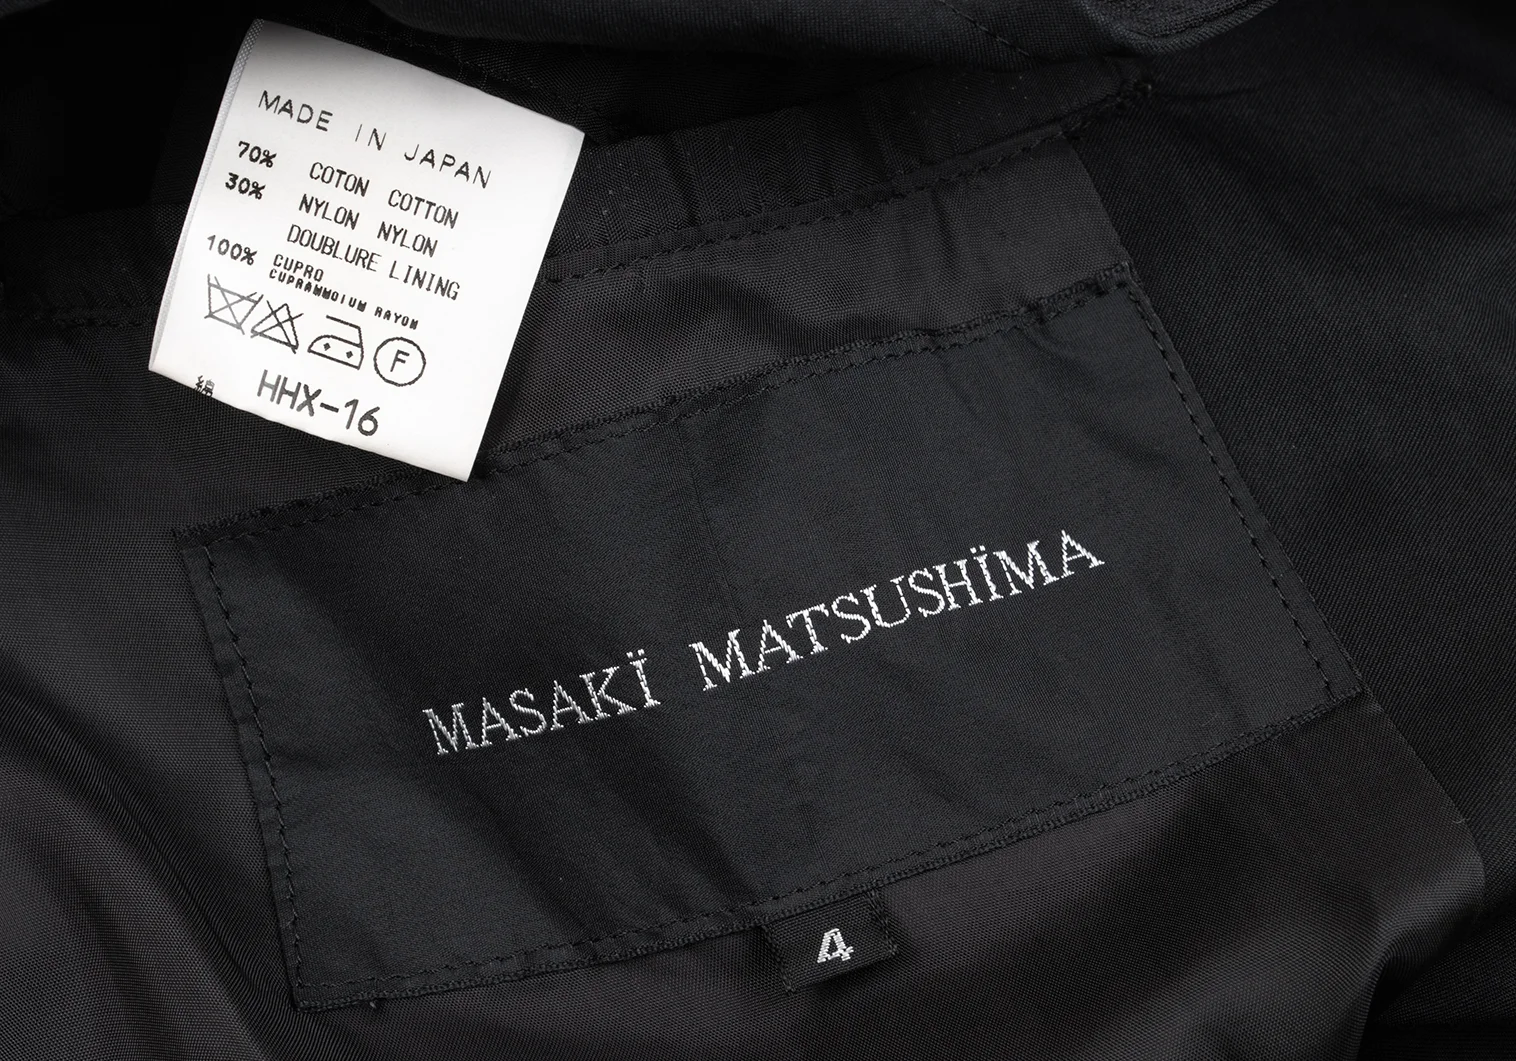 MADE IN JAPAN
70% COTON COTTON
30% NYLON NYLON
DOUBLURE LINING
100% CUPRO
CUPRAMMOIUM RAYON
F
綿 HHX-16
MASAKÏ MATSUSHÏMA
4